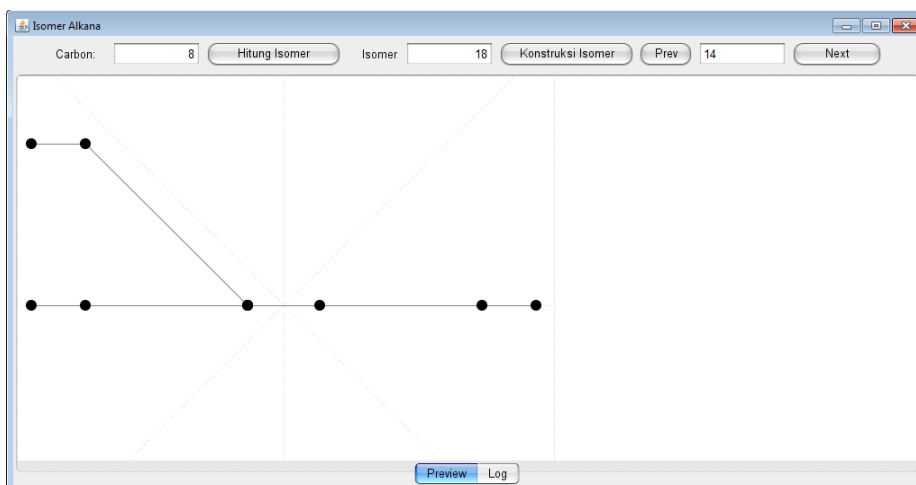 Isomer Alkana
Carbon: 8 Hitung Isomer Isomer 18 Konstruksi Isomer Prev 14 Next
Preview Log